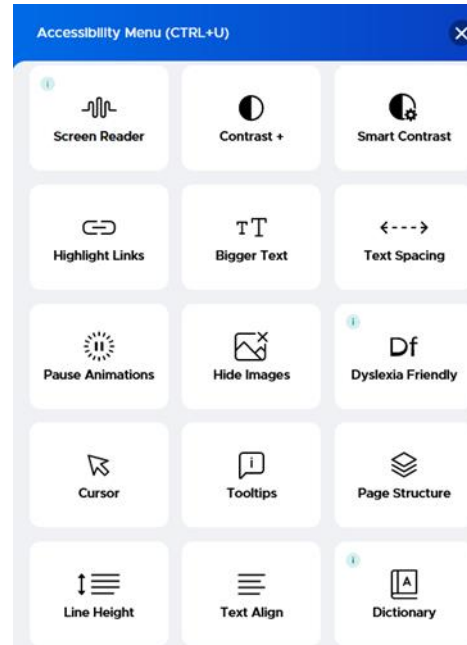 Accessibility Menu (CTRL+U)
Screen Reader
Contrast +
Smart Contrast
Highlight Links
TT
Bigger Text
Text Spacing
Pause Animations
Hide Images
Df
Dyslexia Friendly
Cursor
Tooltips
Page Structure
Line Height
Text Align
A
Dictionary